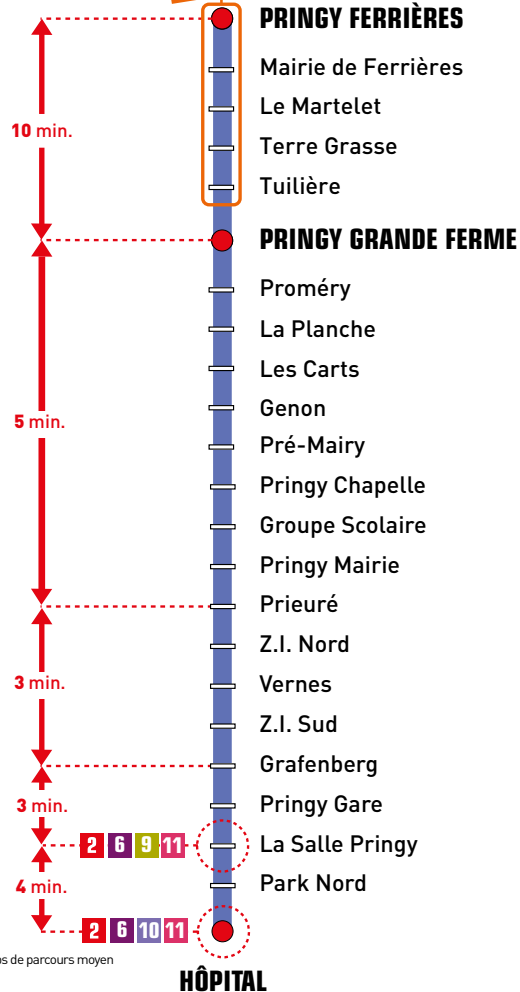 PRINGY FERRIÈRES
Mairie de Ferrières
Le Martelet
10 min.
Terre Grasse
Tuilière
PRINGY GRANDE FERME
Proméry
La Planche
Les Carts
Genon
5 min.
Pré-Mairy
Pringy Chapelle
Groupe Scolaire
Pringy Mairie
Prieuré
Z.I. Nord
3 min.
Vernes
Z.I. Sud
Grafenberg
3 min.
Pringy Gare
2 6 9 11
La Salle Pringy
4 min.
Park Nord
2 6 10 11
de parcours moyen
HÔPITAL